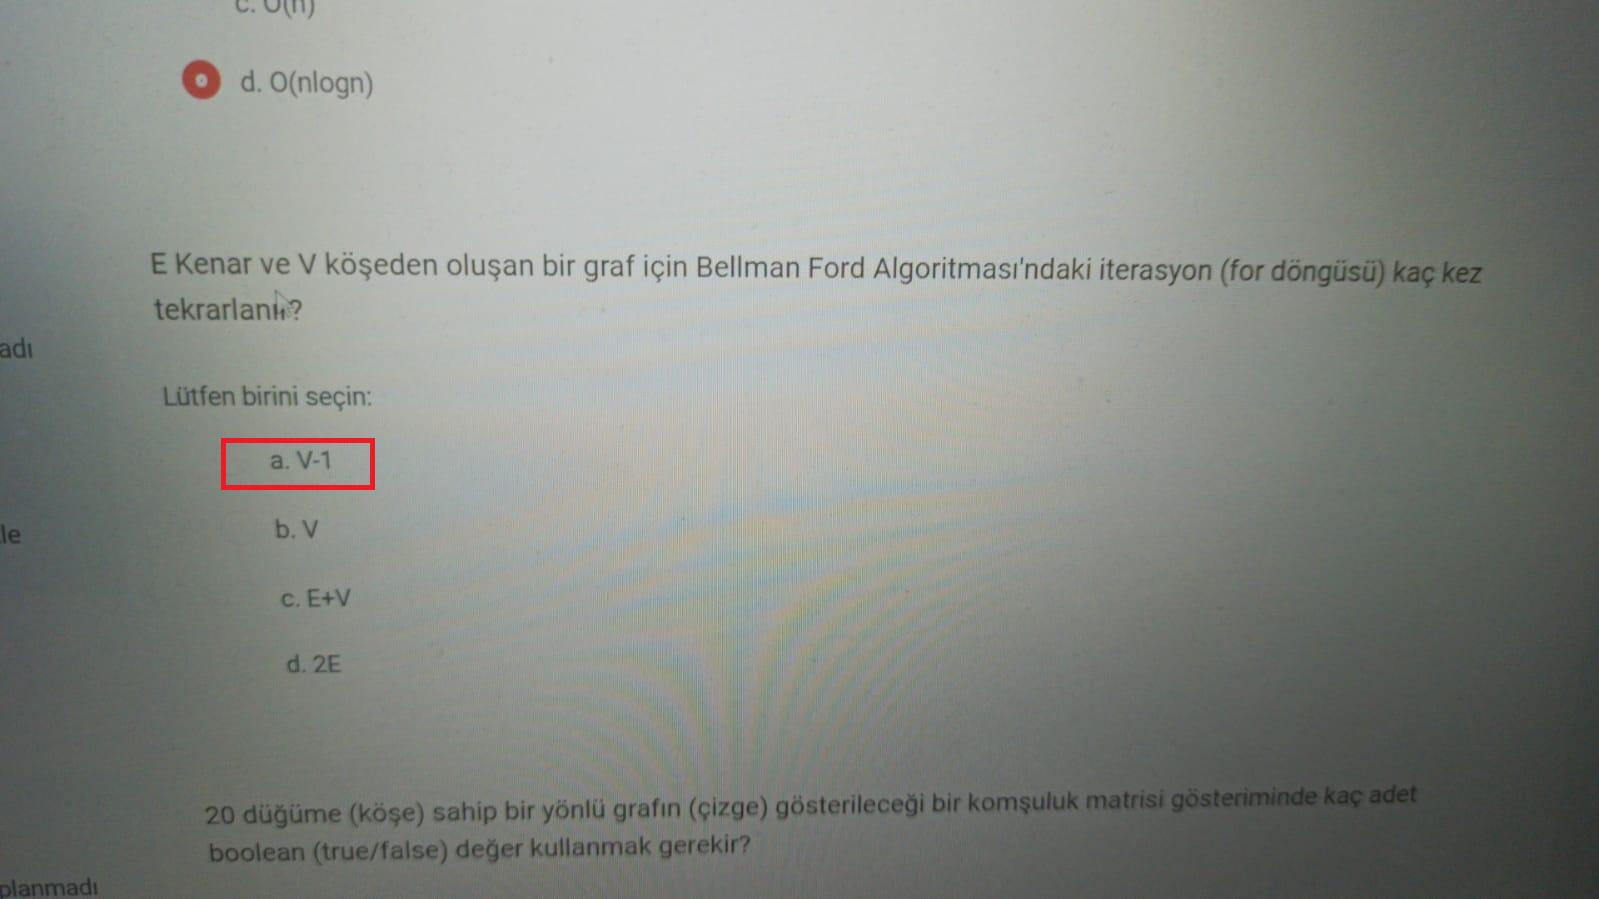 c. O(n)
d. O(nlogn)
E Kenar ve V köşeden oluşan bir graf için Bellman Ford Algoritması'ndaki iterasyon (for döngüsü) kaç kez
tekrarlanır?
adı
Lütfen birini seçin:
a. V-1
le
b. V
c. E+V
d. 2E
20 düğüme (köşe) sahip bir yönlü grafın (çizge) gösterileceği bir komşuluk matrisi gösteriminde kaç adet
boolean (true/false) değer kullanmak gerekir?
planmadı